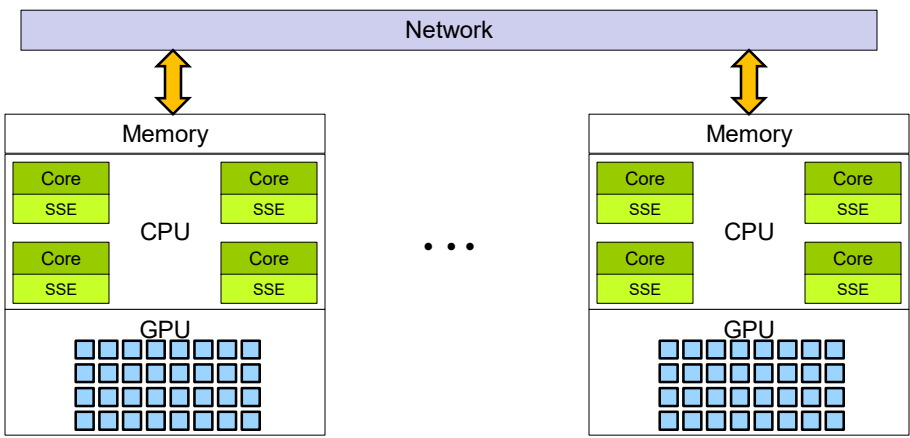 Network
Memory
Core
Core
SSE
SSE
CPU
Core
Core
SSE
SSE
GPU
...
Memory
Core
Core
SSE
SSE
CPU
Core
Core
SSE
SSE
GPU